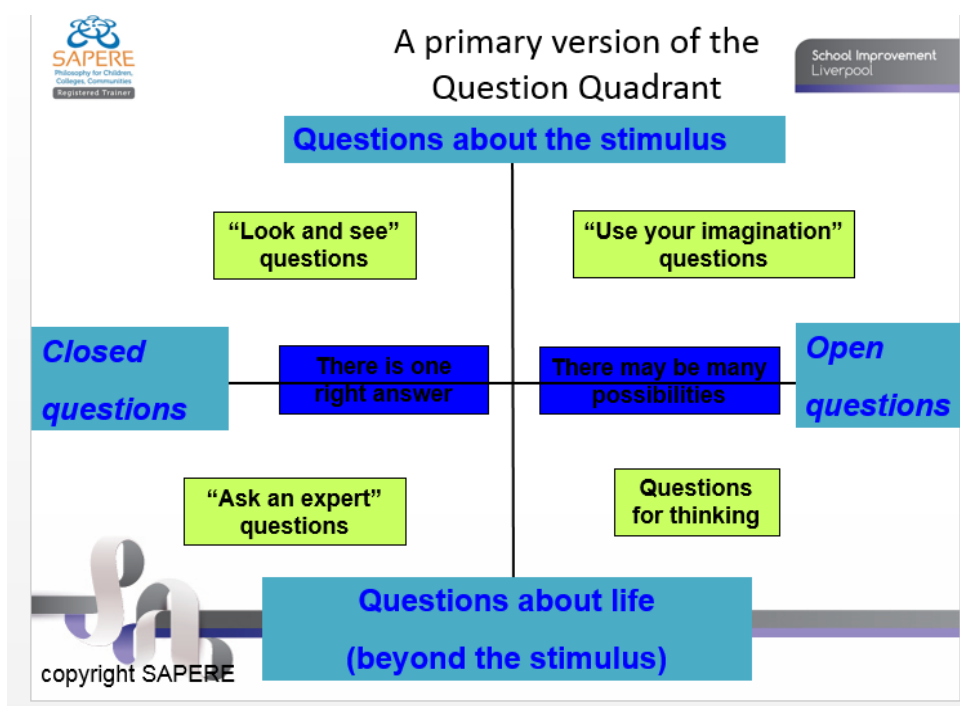 SAPERE
Philosophy for Children,
Colleges, Communities
Registered Trainer
A primary version of the
Question Quadrant
School Improvement
Liverpool
Questions about the stimulus
“Look and see”
questions
“Use your imagination”
questions
Closed
questions
There is one
right answer
There may be many
possibilities
Open
questions
“Ask an expert”
questions
Questions
for thinking
Questions about life
(beyond the stimulus)
copyright SAPERE